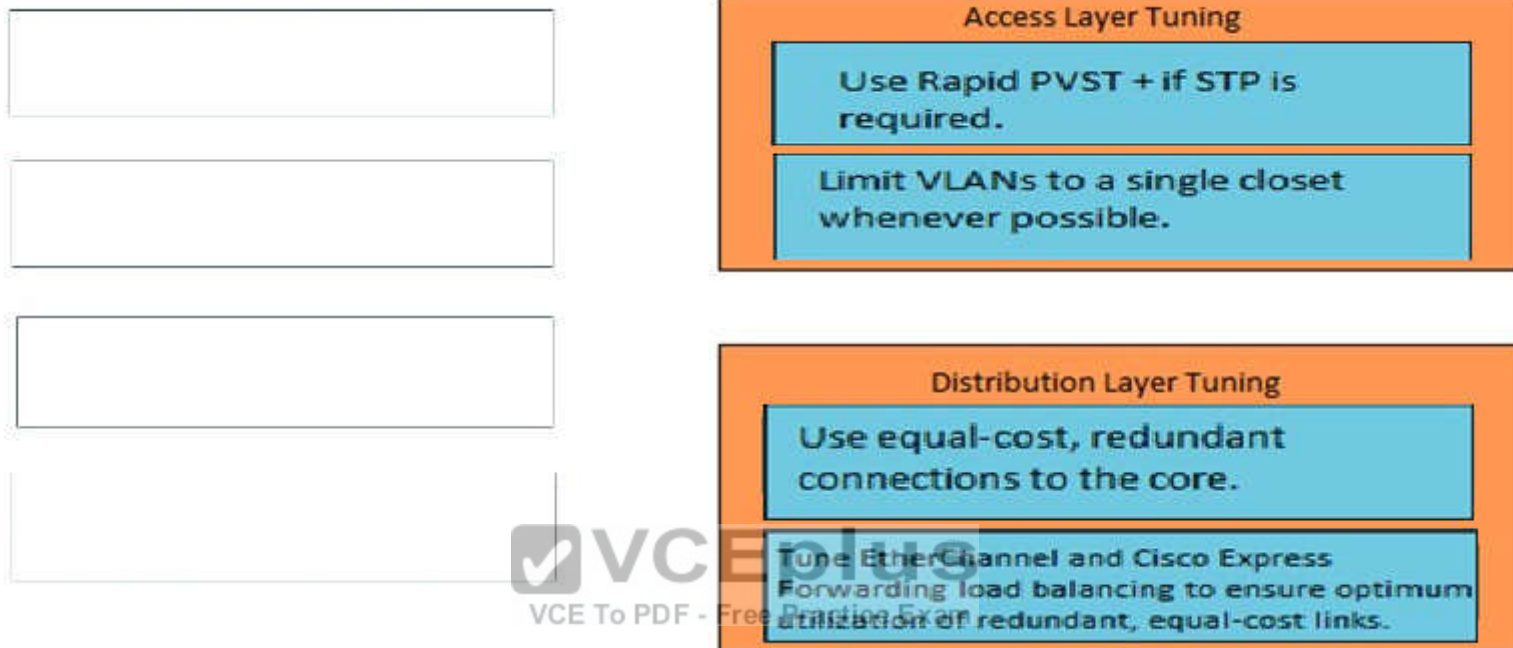 Access Layer Tuning
Use Rapid PVST + if STP is
required.
Limit VLANs to a single closet
whenever possible.
Distribution Layer Tuning
Use equal-cost, redundant
connections to the core.
VCEplus
VCE To PDF - Free Practice Exam
Tune EtherChannel and Cisco Express
Forwarding load balancing to ensure optimum
utilization of redundant, equal-cost links.